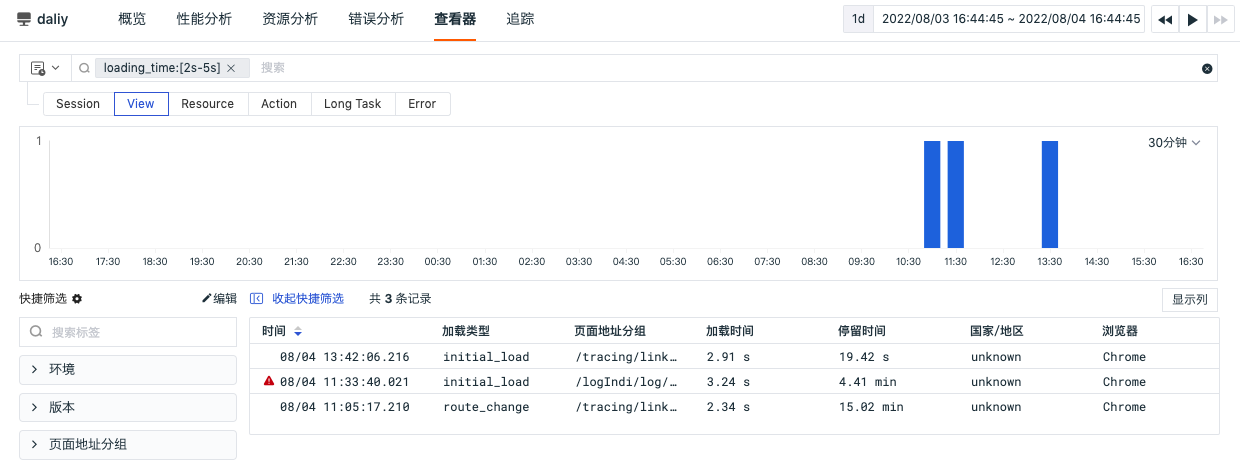 daliy 概览 性能分析 资源分析 错误分析 查看器 追踪 1d 2022/08/03 16:44:45 ~ 2022/08/04 16:44:45
loading_time:[2s-5s] 搜索
Session View Resource Action Long Task Error
1
30分钟
0
16:30 17:30 18:30 19:30 20:30 21:30 22:30 23:30 00:30 01:30 02:30 03:30 04:30 05:30 06:30 07:30 08:30 09:30 10:30 11:30 12:30 13:30 14:30 15:30 16:30
快捷筛选 编辑 收起快捷筛选 共 3 条记录 显示列
搜索标签
环境
版本
页面地址分组
时间 加载类型 页面地址分组 加载时间 停留时间 国家/地区 浏览器
08/04 13:42:06.216 initial_load /tracing/link… 2.91 s 19.42 s unknown Chrome
08/04 11:33:40.021 initial_load /logIndi/log/… 3.24 s 4.41 min unknown Chrome
08/04 11:05:17.210 route_change /tracing/link… 2.34 s 15.02 min unknown Chrome